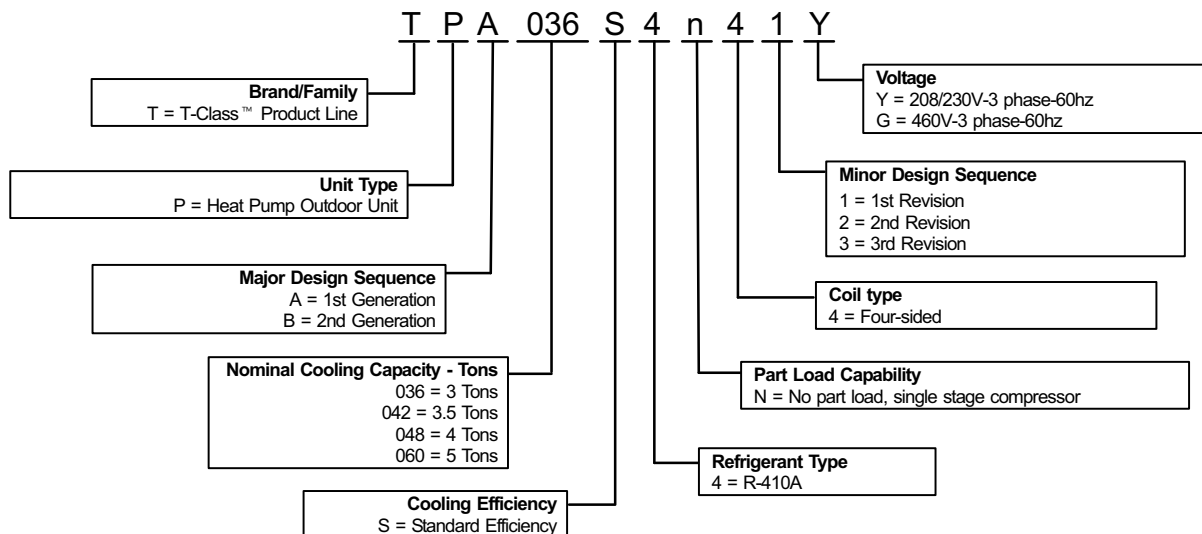 T P A 036 S 4 n 4 1 Y
Brand/Family
T = T-Class™ Product Line
Voltage
Y = 208/230V-3 phase-60hz
G = 460V-3 phase-60hz
Unit Type
P = Heat Pump Outdoor Unit
Minor Design Sequence
1 = 1st Revision
2 = 2nd Revision
3 = 3rd Revision
Major Design Sequence
A = 1st Generation
B = 2nd Generation
Coil type
4 = Four-sided
Nominal Cooling Capacity - Tons
036 = 3 Tons
042 = 3.5 Tons
048 = 4 Tons
060 = 5 Tons
Part Load Capability
N = No part load, single stage compressor
Refrigerant Type
4 = R-410A
Cooling Efficiency
S = Standard Efficiency